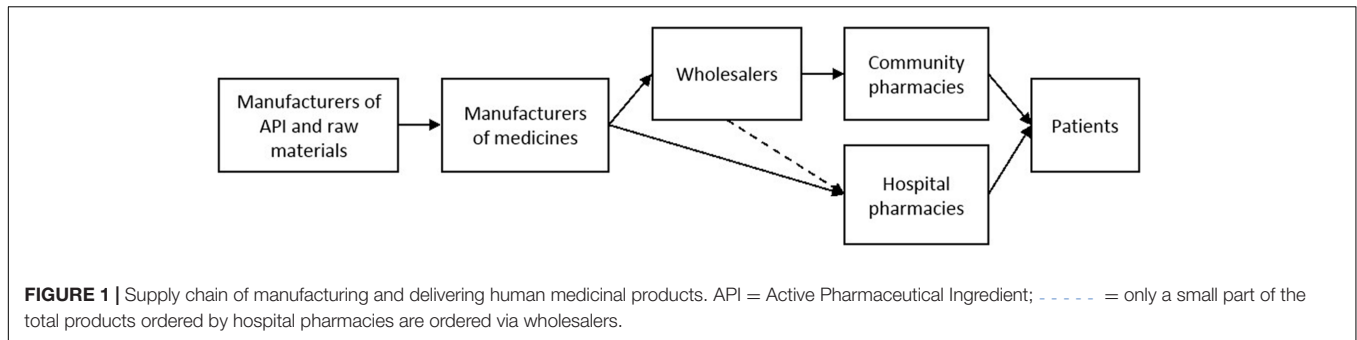 Manufacturers of
API and raw
materials
Manufacturers
of medicines
Wholesalers
Community
pharmacies
Hospital
pharmacies
Patients
FIGURE 1 | Supply chain of manufacturing and delivering human medicinal products. API = Active Pharmaceutical Ingredient; - - - - - = only a small part of the
total products ordered by hospital pharmacies are ordered via wholesalers.